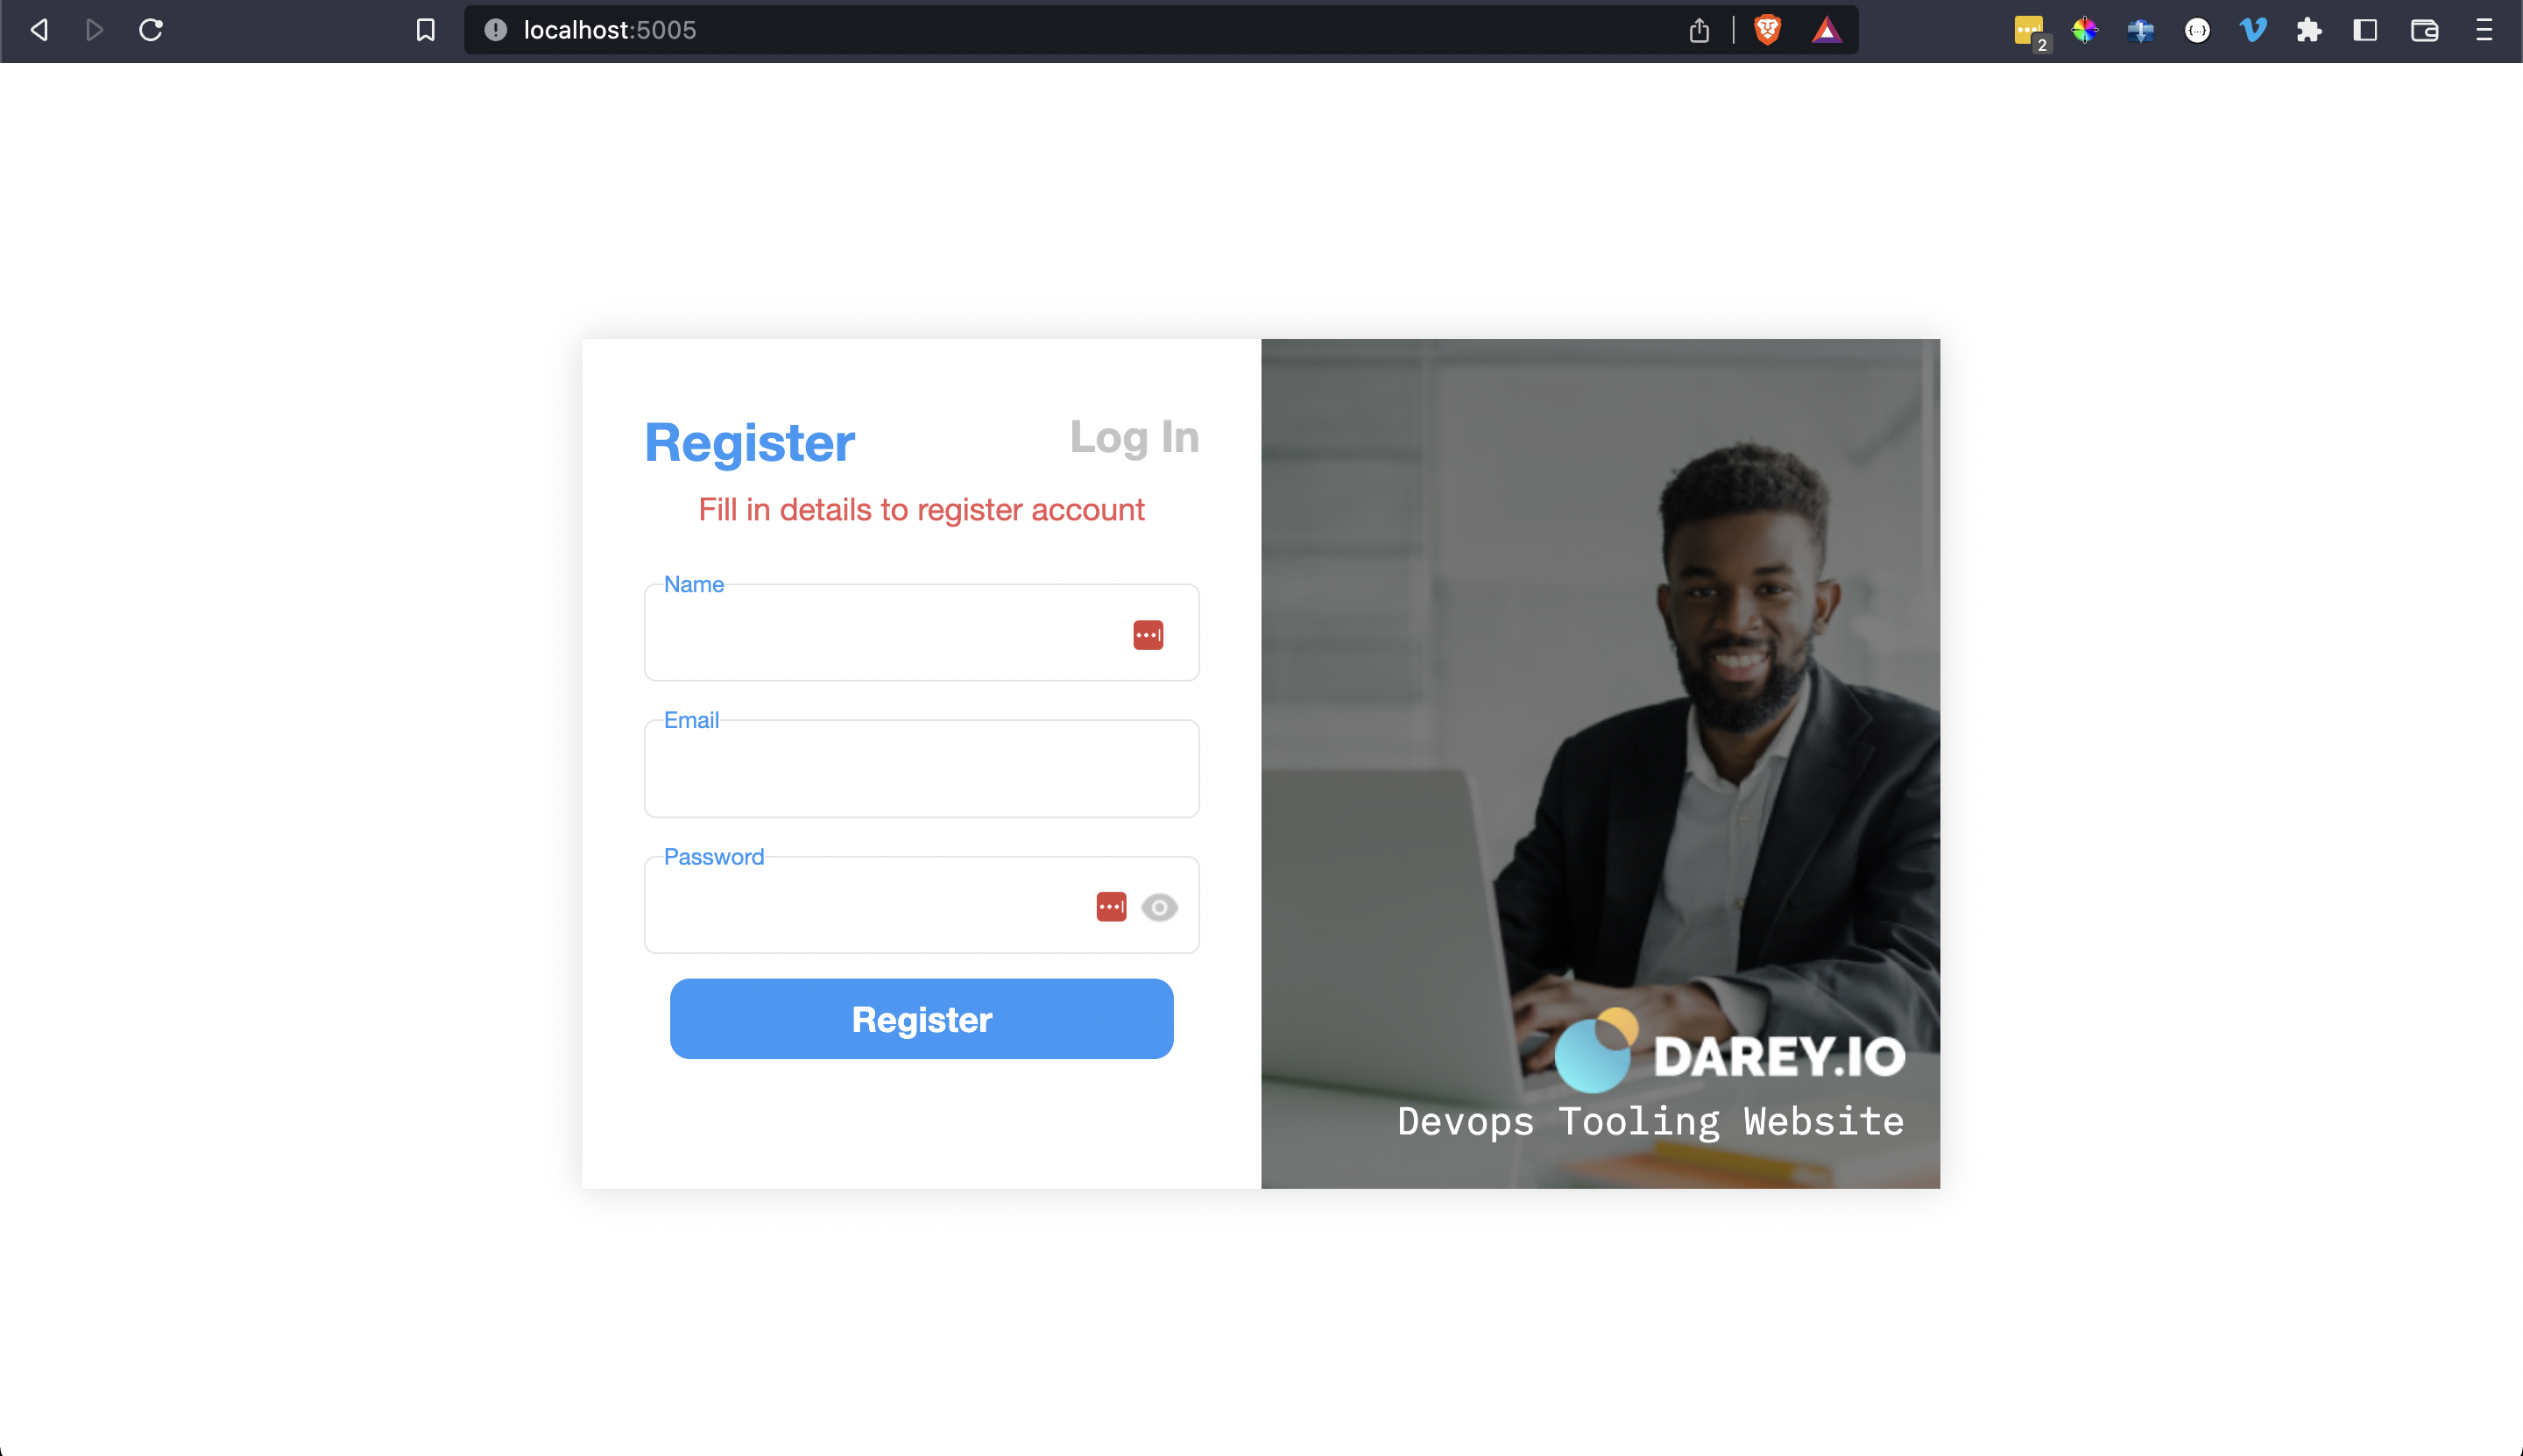 localhost:5005
2
Register
Log In
Fill in details to register account
Name
Email
Password
Register
DAREY.IO
Devops Tooling Website